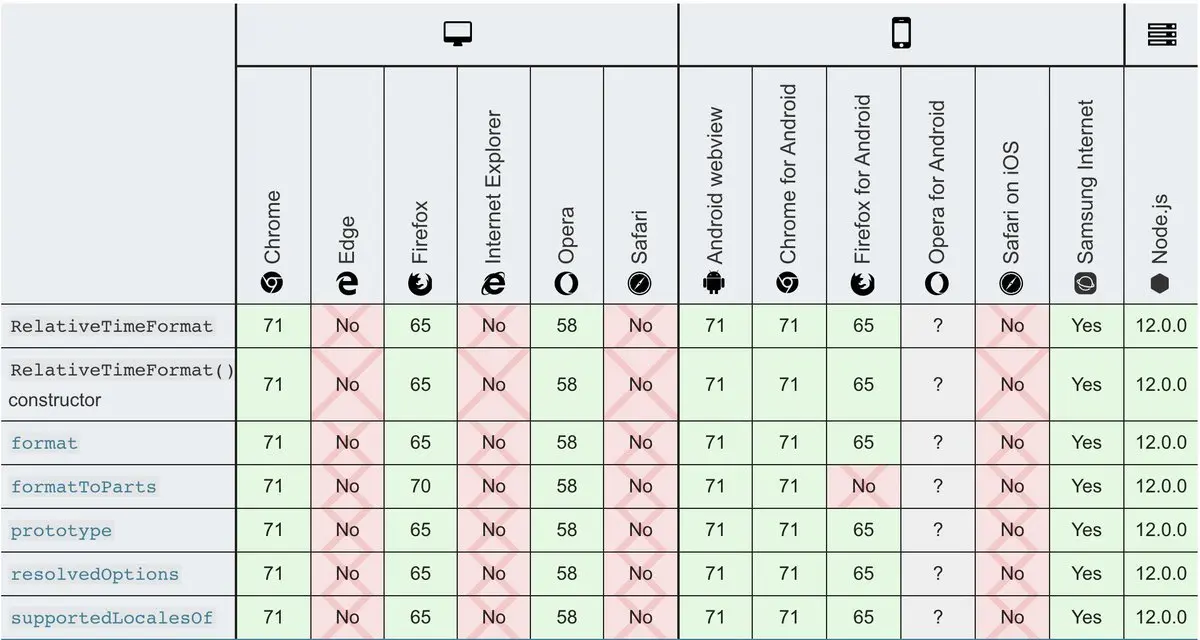 Chrome
Edge
Firefox
Internet Explorer
Opera
Safari
Android webview
Chrome for Android
Firefox for Android
Opera for Android
Safari on iOS
Samsung Internet
Node.js
RelativeTimeFormat 71 No 65 No 58 No 71 71 65 ? No Yes 12.0.0
RelativeTimeFormat()
constructor 71 No 65 No 58 No 71 71 65 ? No Yes 12.0.0
format 71 No 65 No 58 No 71 71 65 ? No Yes 12.0.0
formatToParts 71 No 70 No 58 No 71 71 No ? No Yes 12.0.0
prototype 71 No 65 No 58 No 71 71 65 ? No Yes 12.0.0
resolvedOptions 71 No 65 No 58 No 71 71 65 ? No Yes 12.0.0
supportedLocalesOf 71 No 65 No 58 No 71 71 65 ? No Yes 12.0.0